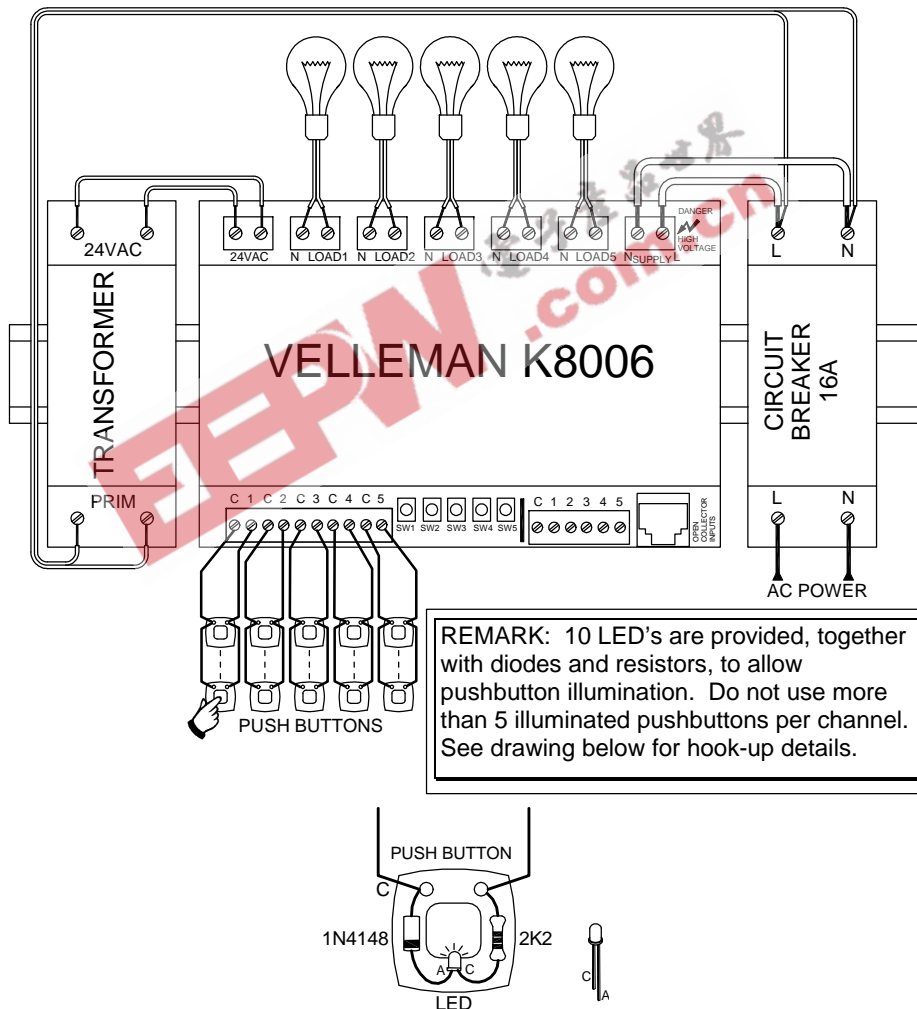 24VAC
24VAC
N LOAD1
N LOAD2
N LOAD3
N LOAD4
N LOAD5
N SUPPLY L
DANGER
HIGH
VOLTAGE
L
N
TRANSFORMER
VELLEMAN K8006
CIRCUIT
BREAKER
16A
EEPW
.com.cn
PRIM
C 1 C 2 C 3 C 4 C 5
SW1 SW2 SW3 SW4 SW5
C 1 2 3 4 5
OPEN
COLLECTOR
INPUTS
L
N
AC POWER
PUSH BUTTONS
REMARK: 10 LED's are provided, together
with diodes and resistors, to allow
pushbutton illumination. Do not use more
than 5 illuminated pushbuttons per channel.
See drawing below for hook-up details.
PUSH BUTTON
C
1N4148
2K2
A C
LED
C
A